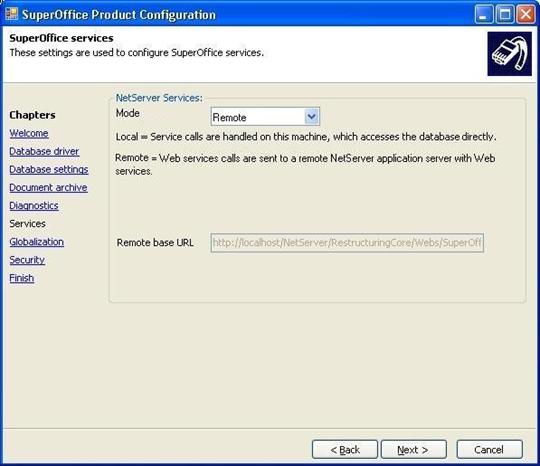 SuperOffice Product Configuration
SuperOffice services
These settings are used to configure SuperOffice services.
Chapters
Welcome
Database driver
Database settings
Document archive
Diagnostics
Services
Globalization
Security
Finish
NetServer Services:
Mode
Remote
Local = Service calls are handled on this machine, which accesses the database directly.
Remote = Web services calls are sent to a remote NetServer application server with Web
services.
Remote base URL
http://localhost/NetServer/RestructuringCore/Webs/SuperOff
< Back
Next >
Cancel